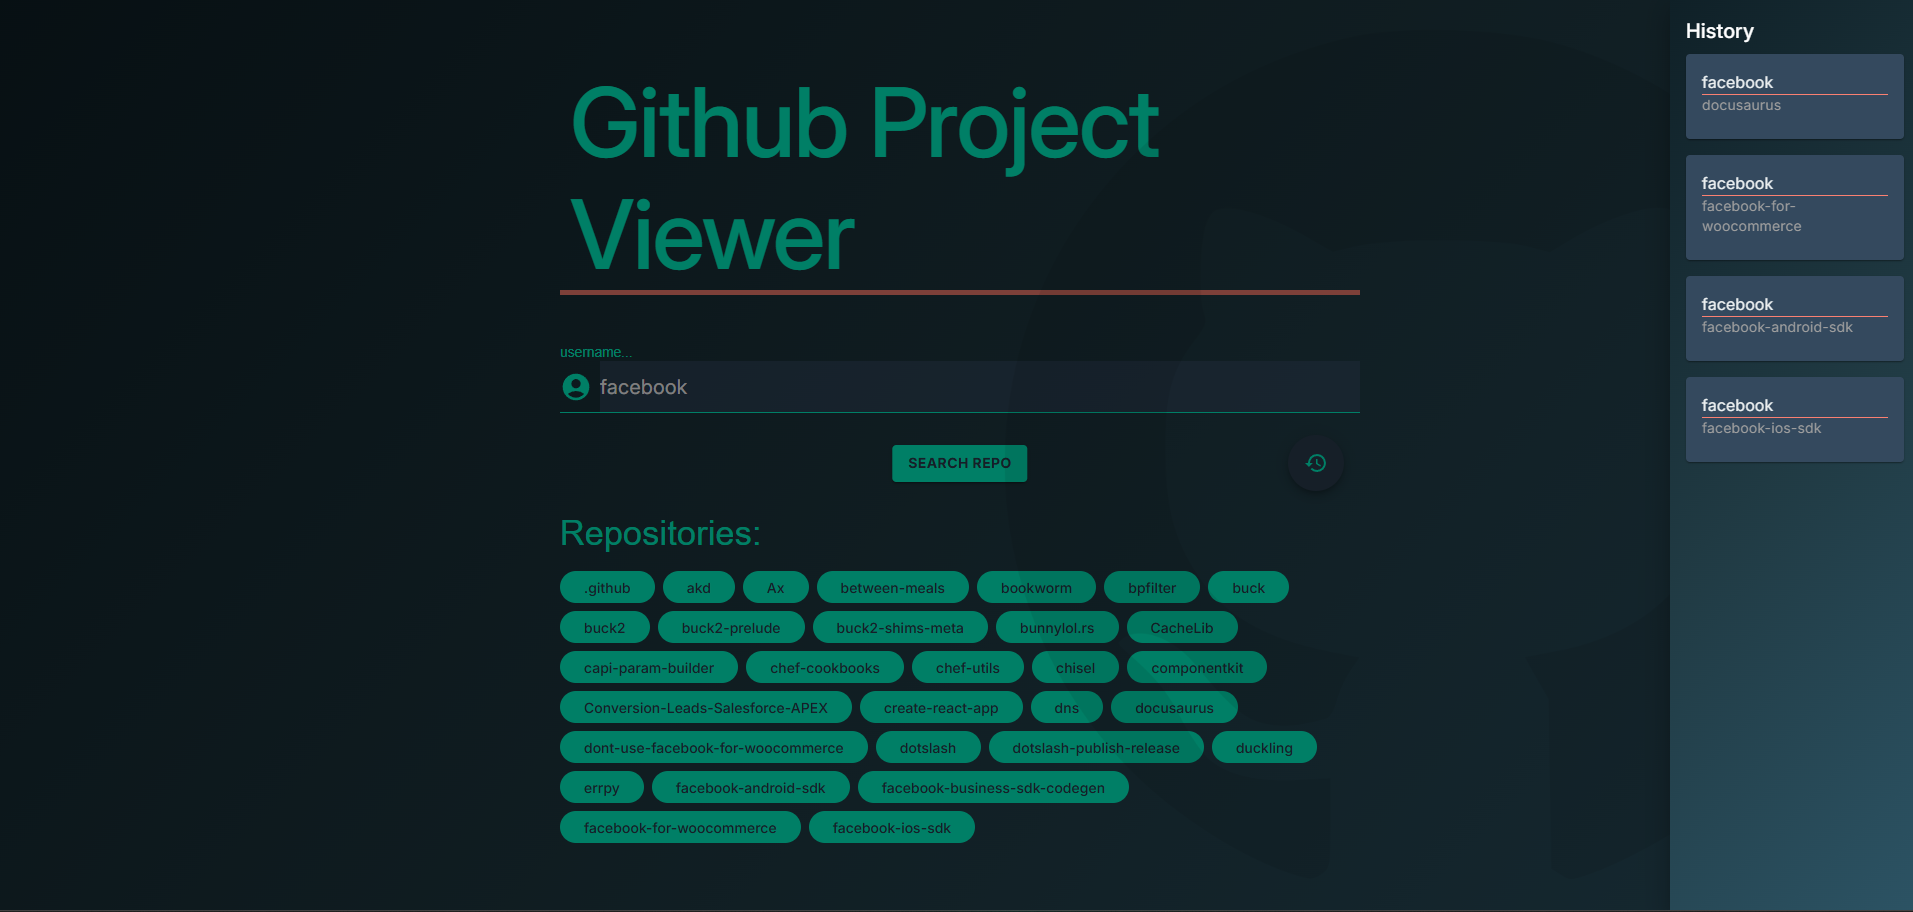 Github Project
Viewer
username...
facebook
SEARCH REPO
Repositories:
.github akd Ax between-meals bookworm bpfilter buck
buck2 buck2-prelude buck2-shims-meta bunnylol.rs CacheLib
capi-param-builder chef-cookbooks chef-utils chisel componentkit
Conversion-Leads-Salesforce-APEX create-react-app dns docusaurus
dont-use-facebook-for-woocommerce dotslash dotslash-publish-release duckling
errpy facebook-android-sdk facebook-business-sdk-codegen
facebook-for-woocommerce facebook-ios-sdk
History
facebook
docusaurus
facebook
facebook-for-
woocommerce
facebook
facebook-android-sdk
facebook
facebook-ios-sdk